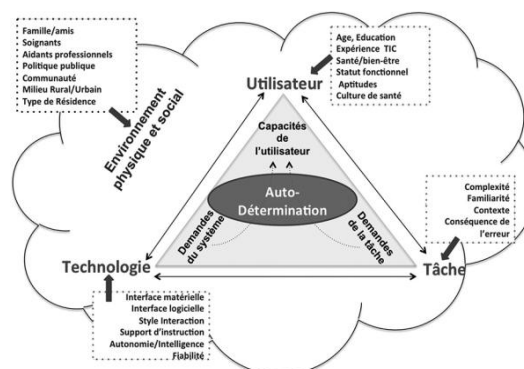 Famille/amis
Soignants
Aidants professionnels
Politique publique
Communauté
Milieu Rural/Urbain
Type de Résidence
Environnement
physique et social
Age, Education
Expérience TIC
Santé/bien-être
Statut fonctionnel
Aptitudes
Culture de santé
Utilisateur
Capacités
de
l'utilisateur
Auto-
Détermination
Demandes
du système
Demandes
de la tâche
Complexité
Familiarité
Contexte
Conséquence de
l'erreur
Technologie
Tâche
Interface matérielle
Interface logicielle
Style Interaction
Support d'instruction
Autonomie/Intelligence
Fiabilité